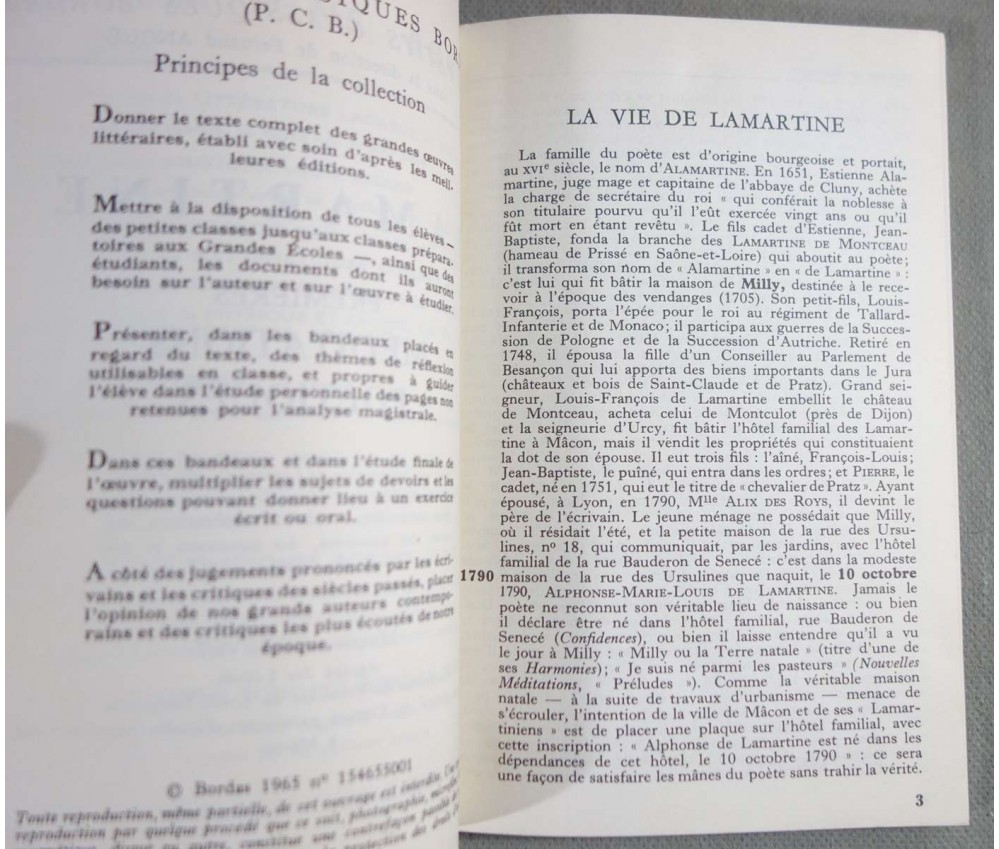 IQUES BOR
(P. C. B.)
Principes de la collection
Donner le texte complet des grandes œuvres
littéraires, établi avec soin d'après les meil-
leures éditions.
Mettre à la disposition de tous les élèves —
des petites classes jusqu'aux classes prépara-
toires aux Grandes Écoles —, ainsi que des
étudiants, les documents dont ils auront
besoin sur l'auteur et sur l'œuvre à étudier.
Présenter, dans les bandeaux placés en
regard du texte, des thèmes de réflexion
utilisables en classe, et propres à guider
l'élève dans l'étude personnelle des pages non
retenues pour l'analyse magistrale.
Dans ces bandeaux et dans l'étude finale de
l'œuvre, multiplier les sujets de devoirs et les
questions pouvant donner lieu à un exercice
écrit ou oral.
A côté des jugements prononcés par les écri-
vains et les critiques des siècles passés, placer
l'opinion de nos grands auteurs contempo-
rains et des critiques les plus écoutés de notre
époque.
© Bordas 1965 nº 154655001
Toute reproduction, même partielle, de cet ouvrage est interdite. Un
reproduction par quelque procédé que ce soit, photographie,
LA VIE DE LAMARTINE
La famille du poète est d'origine bourgeoise et portait,
au XVIe siècle, le nom d'ALAMARTINE. En 1651, Estienne Ala-
martine, juge mage et capitaine de l'abbaye de Cluny, achète
la charge de secrétaire du roi « qui conférait la noblesse à
son titulaire pourvu qu'il l'eût exercée vingt ans ou qu'il
fût mort en étant revêtu ». Le fils cadet d'Estienne, Jean-
Baptiste, fonda la branche des LAMARTINE DE MONTCEAU
(hameau de Prissé en Saône-et-Loire) qui aboutit au poète;
il transforma son nom de « Alamartine » en « de Lamartine » :
c'est lui qui fit bâtir la maison de Milly, destinée à le rece-
voir à l'époque des vendanges (1705). Son petit-fils, Louis-
François, porta l'épée pour le roi au régiment de Tallard-
Infanterie et de Monaco; il participa aux guerres de la Succes-
sion de Pologne et de la Succession d'Autriche. Retiré en
1748, il épousa la fille d'un Conseiller au Parlement de
Besançon qui lui apporta des biens importants dans le Jura
(châteaux et bois de Saint-Claude et de Pratz). Grand sei-
gneur, Louis-François de Lamartine embellit le château
de Montceau, acheta celui de Montculot (près de Dijon)
et la seigneurie d'Urcy, fit bâtir l'hôtel familial des Lamar-
tine à Mâcon, mais il vendit les propriétés qui constituaient
la dot de son épouse. Il eut trois fils : l'aîné, François-Louis;
Jean-Baptiste, le puîné, qui entra dans les ordres; et PIERRE, le
cadet, né en 1751, qui eut le titre de « chevalier de Pratz ». Ayant
épousé, à Lyon, en 1790, Mlle ALIX DES ROYS, il devint le
père de l'écrivain. Le jeune ménage ne possédait que Milly,
où il résidait l'été, et la petite maison de la rue des Ursu-
lines, nº 18, qui communiquait, par les jardins, avec l'hôtel
familial de la rue Bauderon de Senecé : c'est dans la modeste
1790 maison de la rue des Ursulines que naquit, le 10 octobre
1790, ALPHONSE-MARIE-LOUIS DE LAMARTINE. Jamais le
poète ne reconnut son véritable lieu de naissance : ou bien
il déclare être né dans l'hôtel familial, rue Bauderon de
Senecé (Confidences), ou bien il laisse entendre qu'il a vu
le jour à Milly : « Milly ou la Terre natale » (titre d'une de
ses Harmonies); « Je suis né parmi les pasteurs » (Nouvelles
Méditations, « Préludes »). Comme la véritable maison
natale — à la suite de travaux d'urbanisme — menace de
s'écrouler, l'intention de la ville de Mâcon et de ses « Lamar-
tiniens » est de placer une plaque sur l'hôtel familial, avec
cette inscription : « Alphonse de Lamartine est né dans les
dépendances de cet hôtel, le 10 octobre 1790 » : ce sera
une façon de satisfaire les mânes du poète sans trahir la vérité.
3